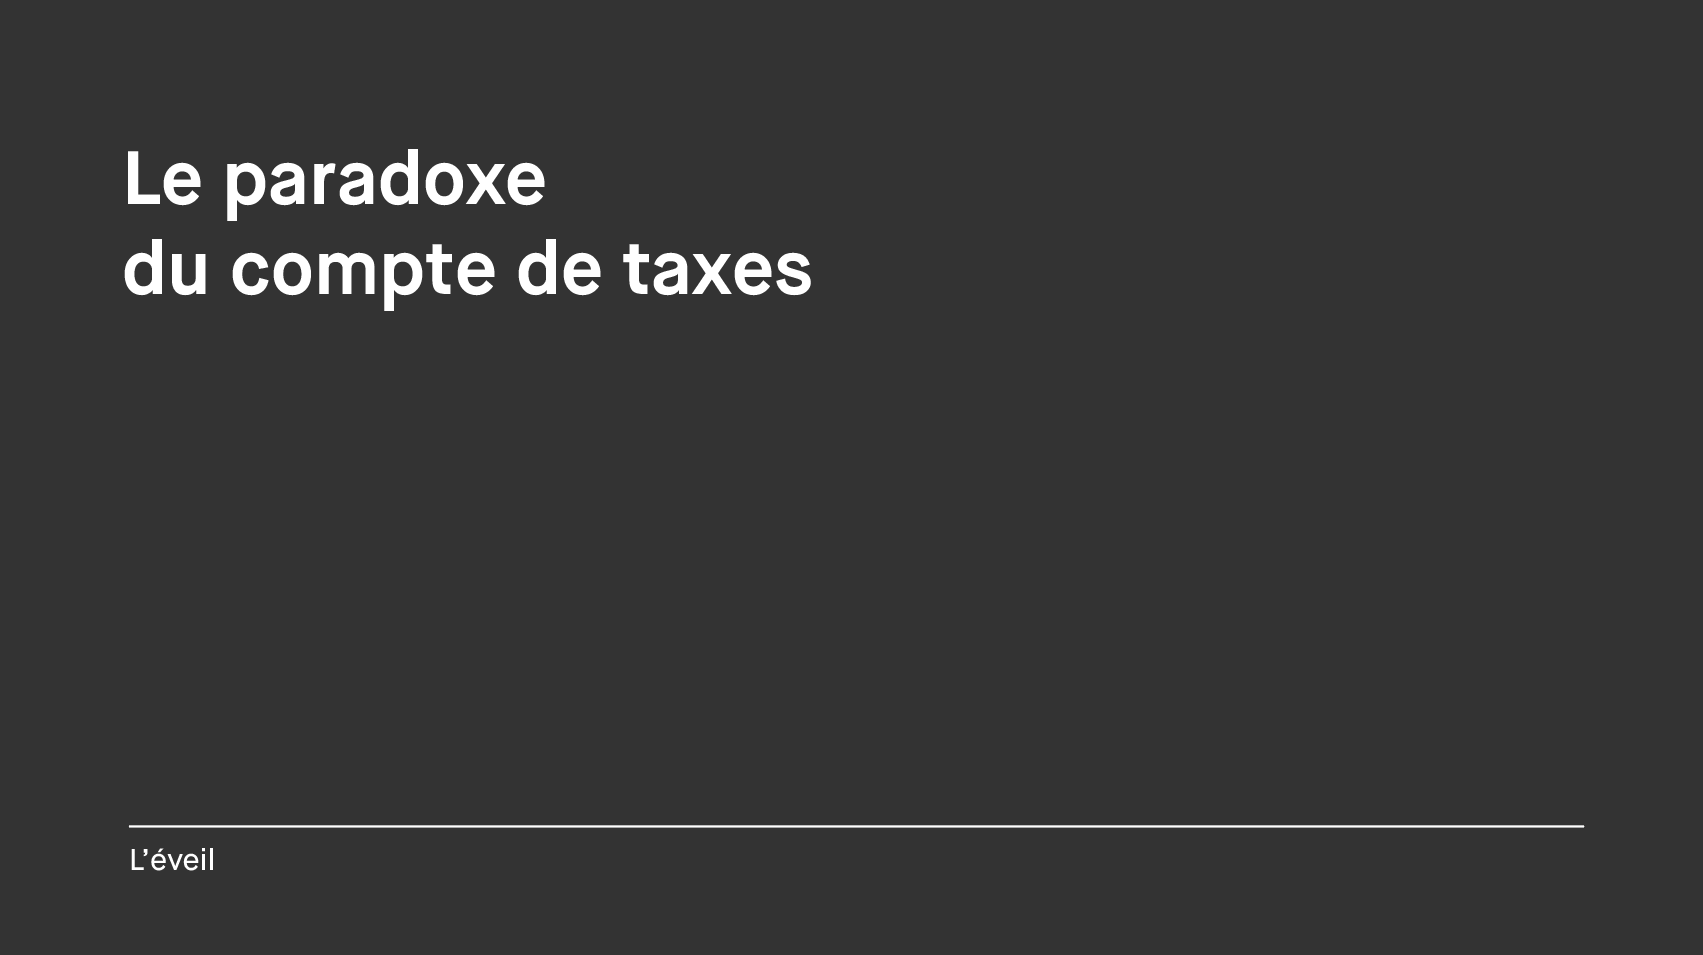 Le paradoxe
du compte de taxes
L’éveil